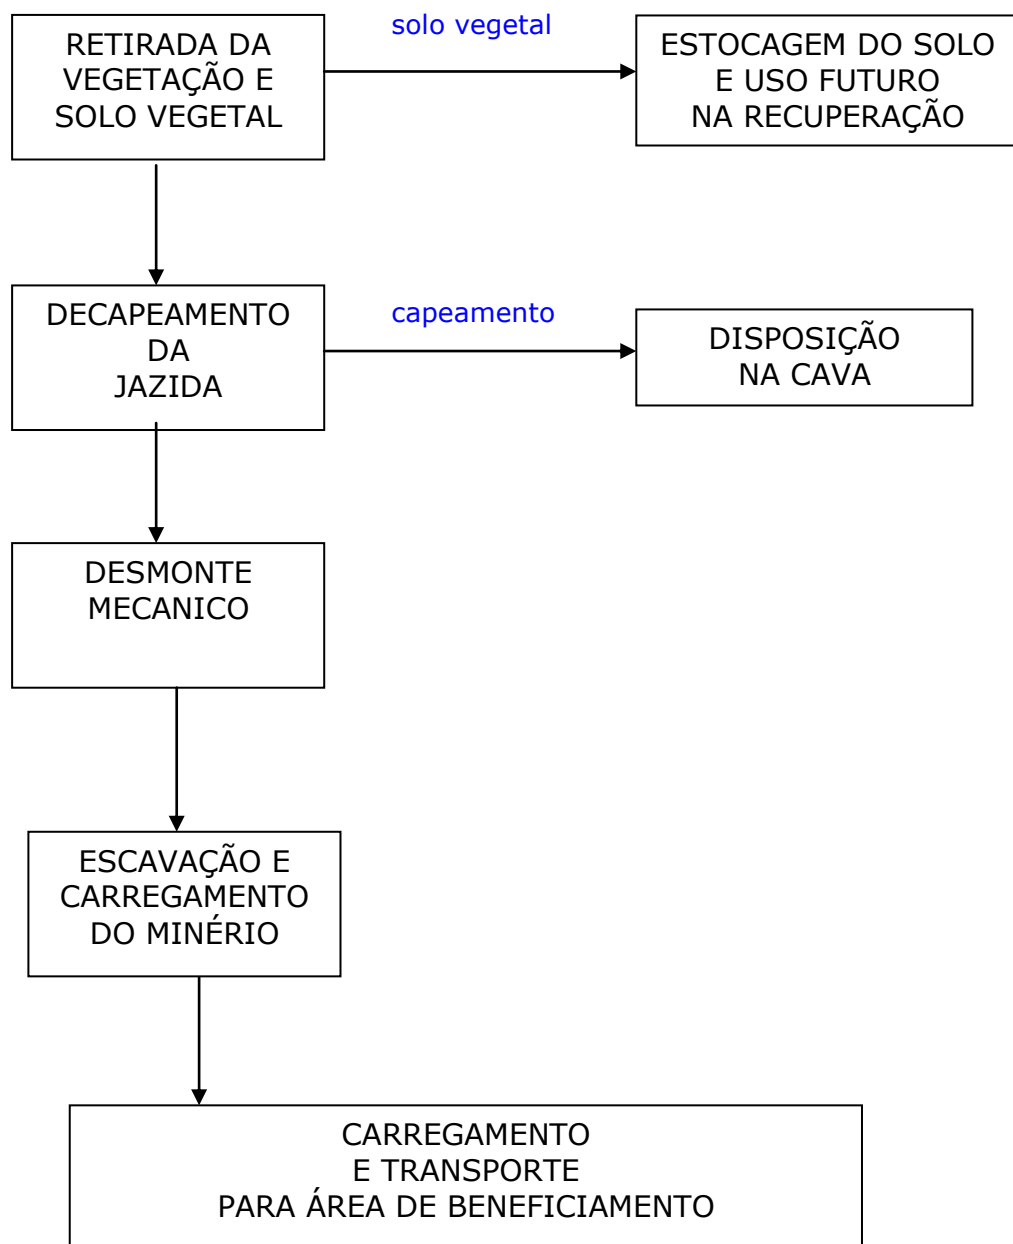 RETIRADA DA
VEGETAÇÃO E
SOLO VEGETAL
solo vegetal
ESTOCAGEM DO SOLO
E USO FUTURO
NA RECUPERAÇÃO
DECAPEAMENTO
DA
JAZIDA
capeamento
DISPOSIÇÃO
NA CAVA
DESMONTE
MECANICO
ESCAVAÇÃO E
CARREGAMENTO
DO MINÉRIO
CARREGAMENTO
E TRANSPORTE
PARA ÁREA DE BENEFICIAMENTO